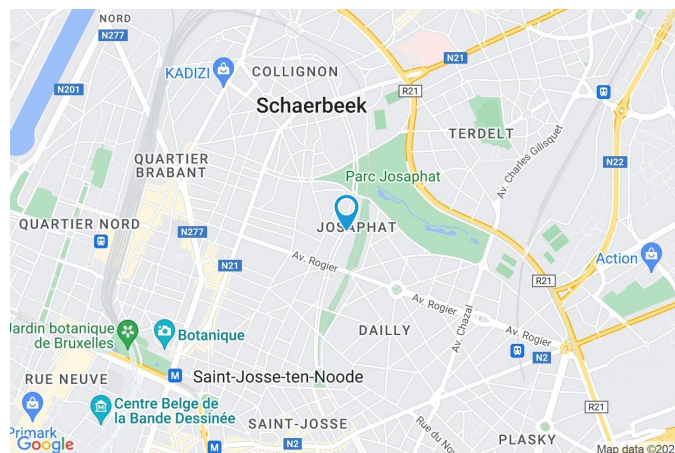 NORD
N277
N21
KADIZI
COLLIGNON
N201
R21
Schaerbeek
TERDELT
Av. Charles Gilisquet
N22
QUARTIER
BRABANT
Parc Josaphat
QUARTIER NORD
N277
JOSAPHAT
N21
Av. Rogier
Action
R21
Av. Rogier
Jardin botanique
de Bruxelles
Botanique
DAILLY
Av. Chazal
N2
RUE NEUVE
M
Saint-Josse-ten-Noode
Centre Belge de
la Bande Dessinée
Primark
R21
SAINT-JOSSE
Rue du No
PLASKY
N2
M
Google
Map data ©202